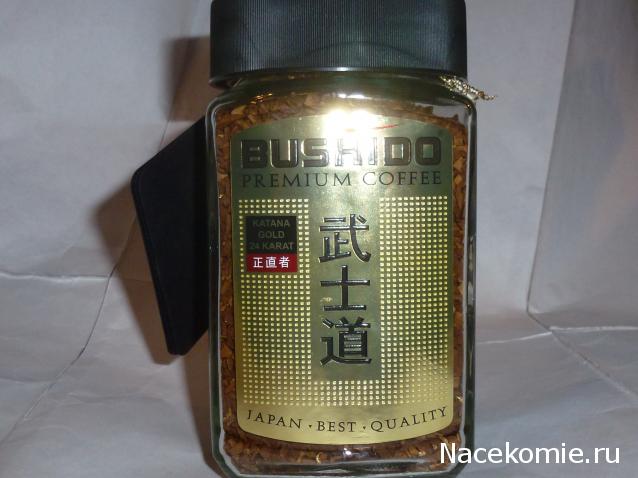 BUSHIDO
PREMIUM COFFEE
KATANA
GOLD
24 KARAT
正直者
武士道
JAPAN · BEST · QUALITY
Nacekomie.ru